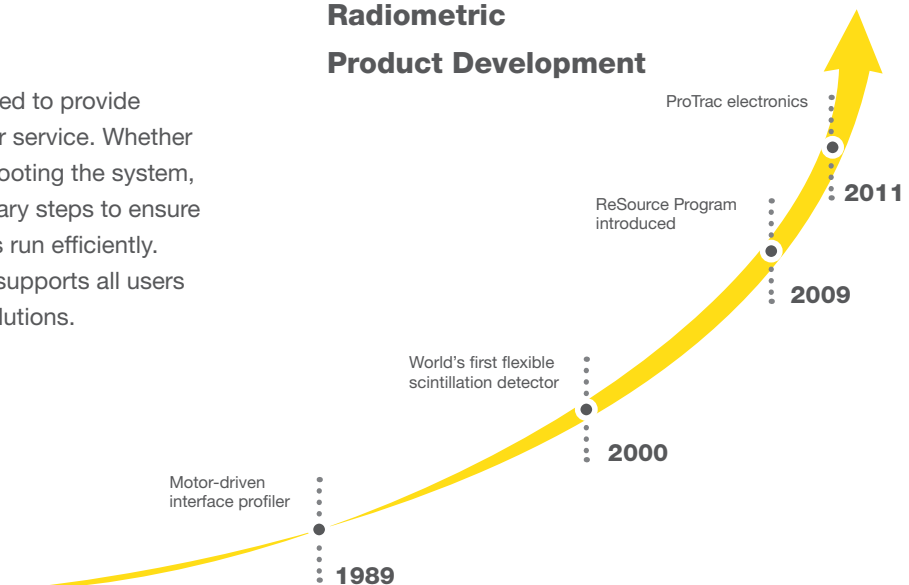 Radiometric
Product Development
ed to provide
r service. Whether
ooting the system,
ary steps to ensure
s run efficiently.
supports all users
lutions.
ProTrac electronics
2011
ReSource Program
introduced
2009
World’s first flexible
scintillation detector
2000
Motor-driven
interface profiler
1989